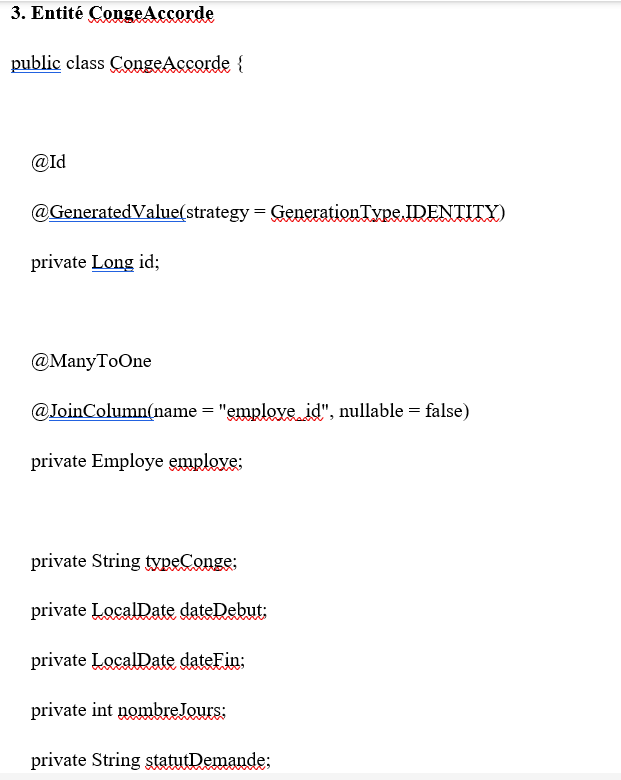 3. Entité CongeAccorde
public class CongeAccorde {
@Id
@GeneratedValue(strategy = GenerationType.IDENTITY)
private Long id;
@ManyToOne
@JoinColumn(name = "employe_id", nullable = false)
private Employe employe;
private String typeConge;
private LocalDate dateDebut;
private LocalDate dateFin;
private int nombreJours;
private String statutDemande;